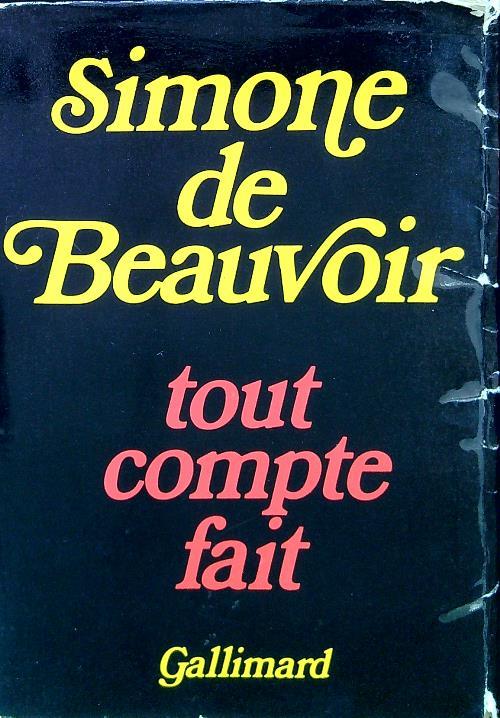 Simone
de
Beauvoir
tout
compte
fait
Gallimard